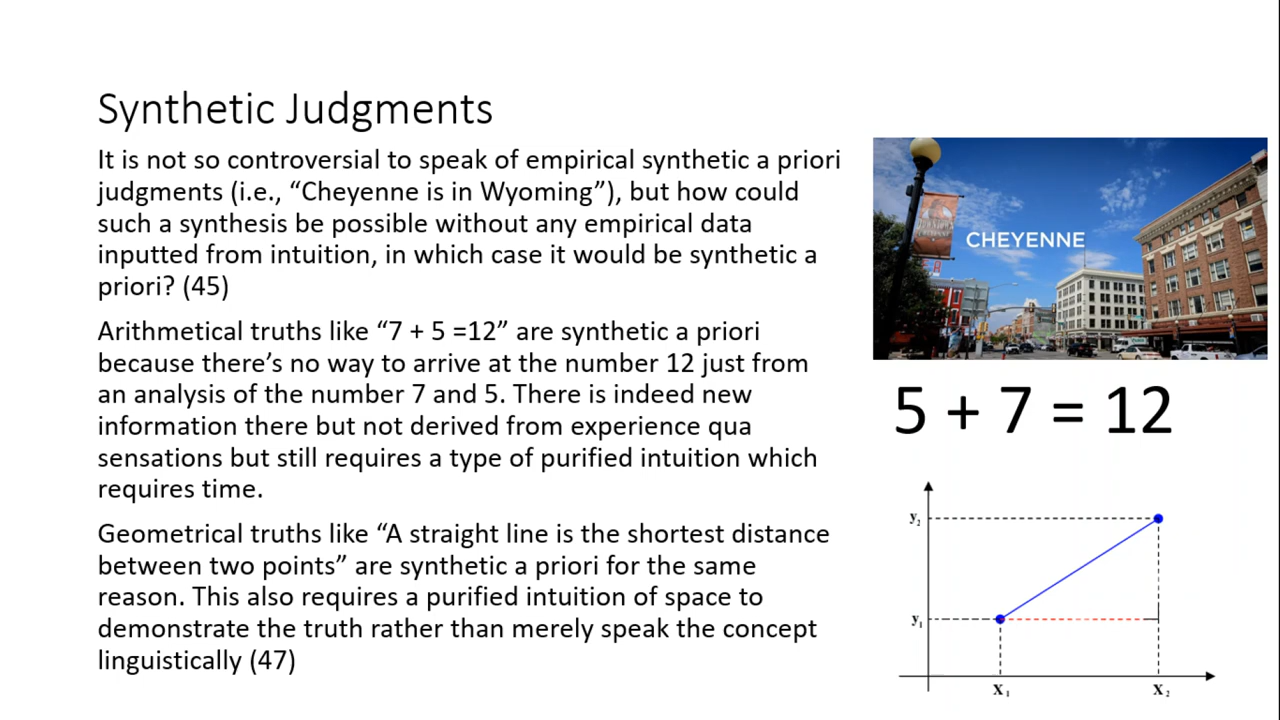 Synthetic Judgments
It is not so controversial to speak of empirical synthetic a priori
judgments (i.e., “Cheyenne is in Wyoming”), but how could
such a synthesis be possible without any empirical data
inputted from intuition, in which case it would be synthetic a
priori? (45)
Arithmetical truths like “7 + 5 =12” are synthetic a priori
because there’s no way to arrive at the number 12 just from
an analysis of the number 7 and 5. There is indeed new
information there but not derived from experience qua
sensations but still requires a type of purified intuition which
requires time.
Geometrical truths like “A straight line is the shortest distance
between two points” are synthetic a priori for the same
reason. This also requires a purified intuition of space to
demonstrate the truth rather than merely speak the concept
linguistically (47)
CHEYENNE
5 + 7 = 12
y₂
y₁
X₁ X₂